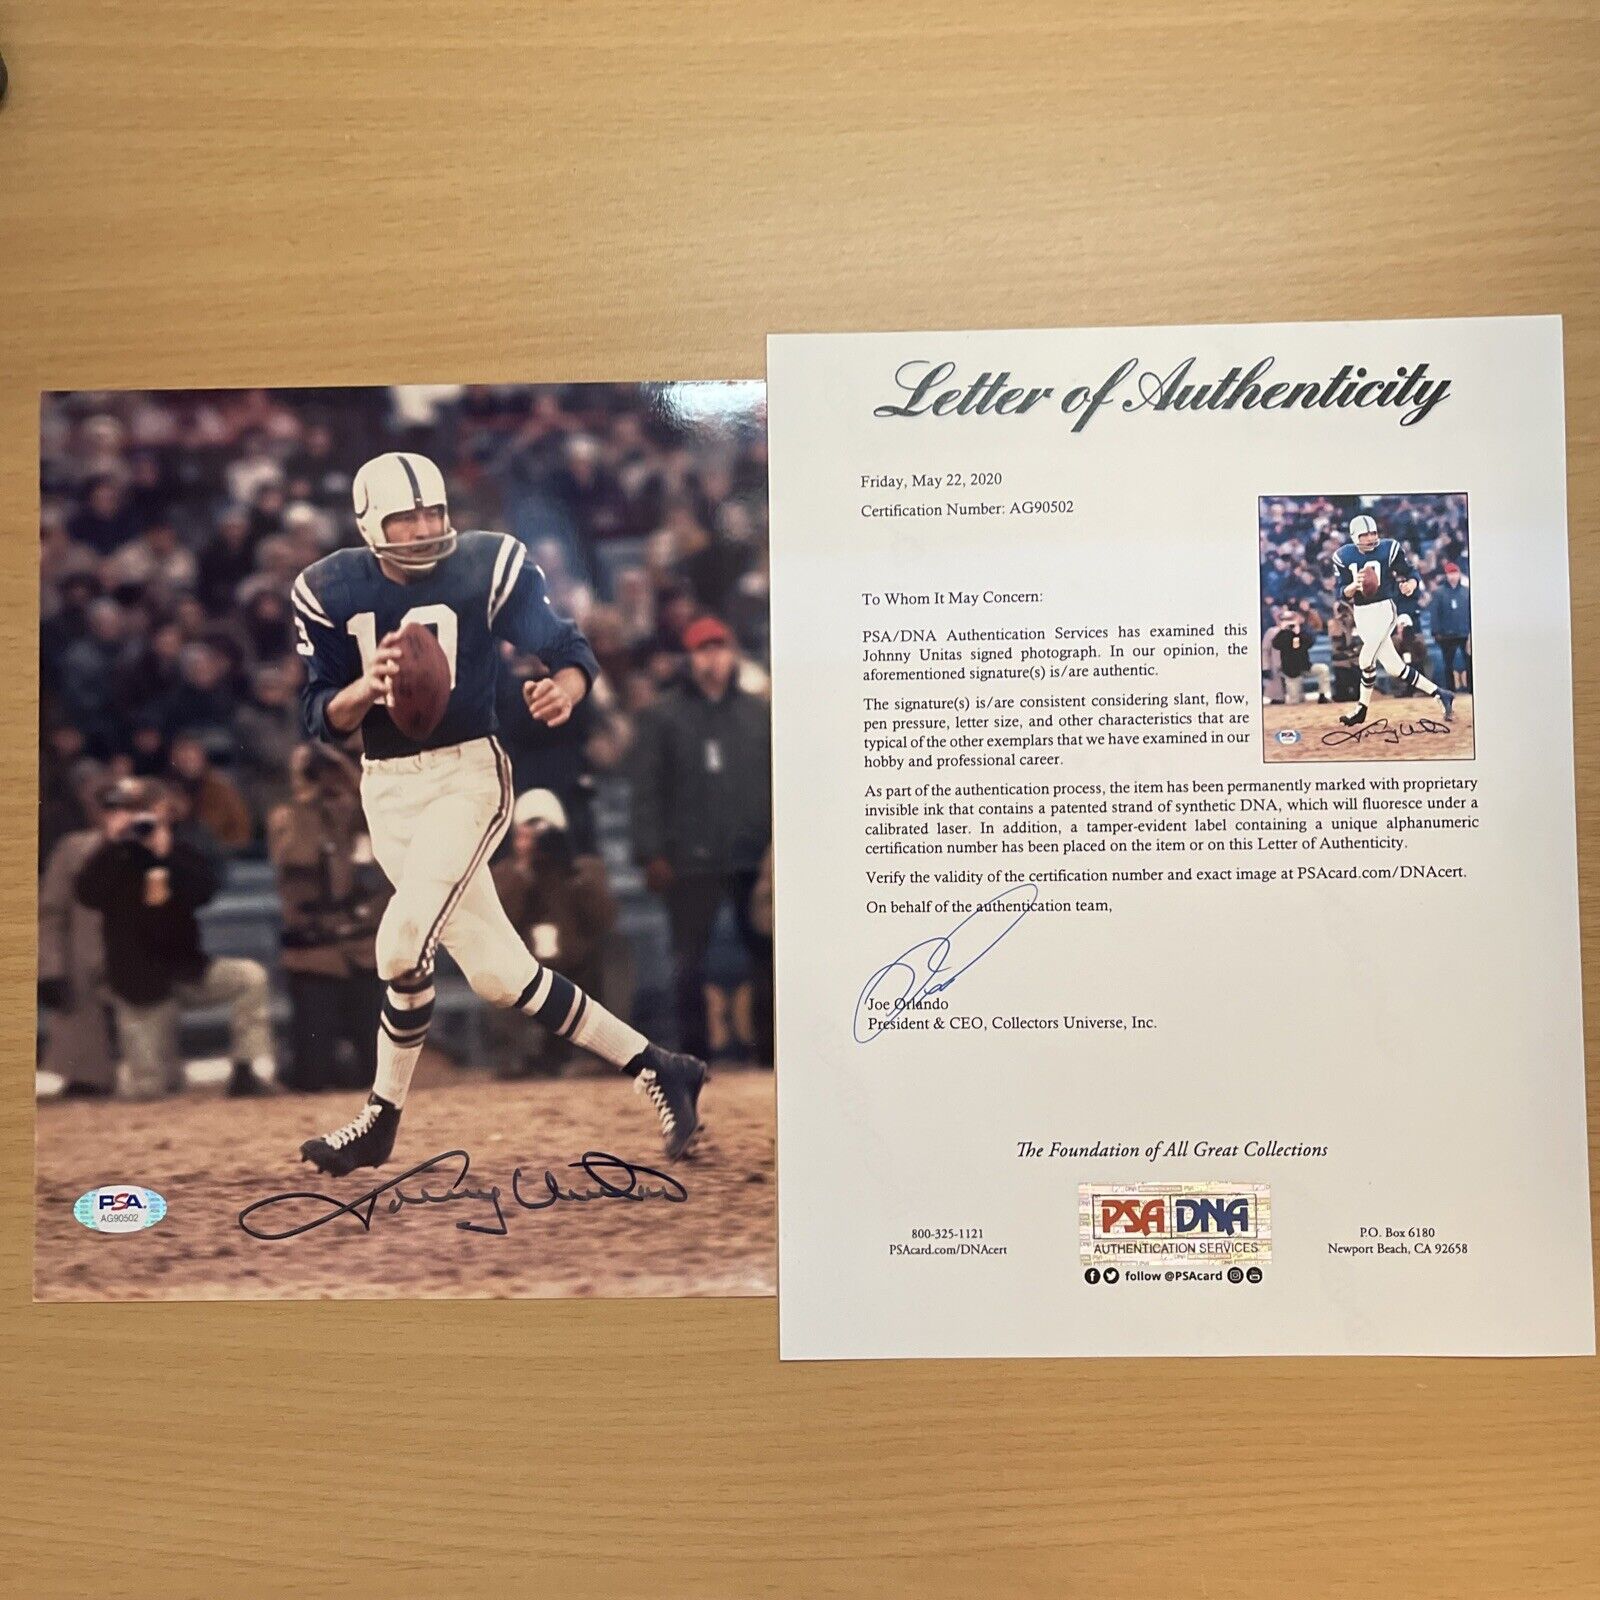 19
PSA
AG90502
Johnny Unitas
Letter of Authenticity
Friday, May 22, 2020
Certification Number: AG90502
To Whom It May Concern:
PSA/DNA Authentication Services has examined this
Johnny Unitas signed photograph. In our opinion, the
aforementioned signature(s) is/are authentic.
The signature(s) is/are consistent considering slant, flow,
pen pressure, letter size, and other characteristics that are
typical of the other exemplars that we have examined in our
hobby and professional career.
As part of the authentication process, the item has been permanently marked with proprietary
invisible ink that contains a patented strand of synthetic DNA, which will fluoresce under a
calibrated laser. In addition, a tamper-evident label containing a unique alphanumeric
certification number has been placed on the item or on this Letter of Authenticity.
Verify the validity of the certification number and exact image at PSAcard.com/DNAcert.
On behalf of the authentication team,
Joe Orlando
President & CEO, Collectors Universe, Inc.
The Foundation of All Great Collections
800-325-1121
PSAcard.com/DNAcert
PSA DNA
AUTHENTICATION SERVICES
follow @PSAcard
P.O. Box 6180
Newport Beach, CA 92658